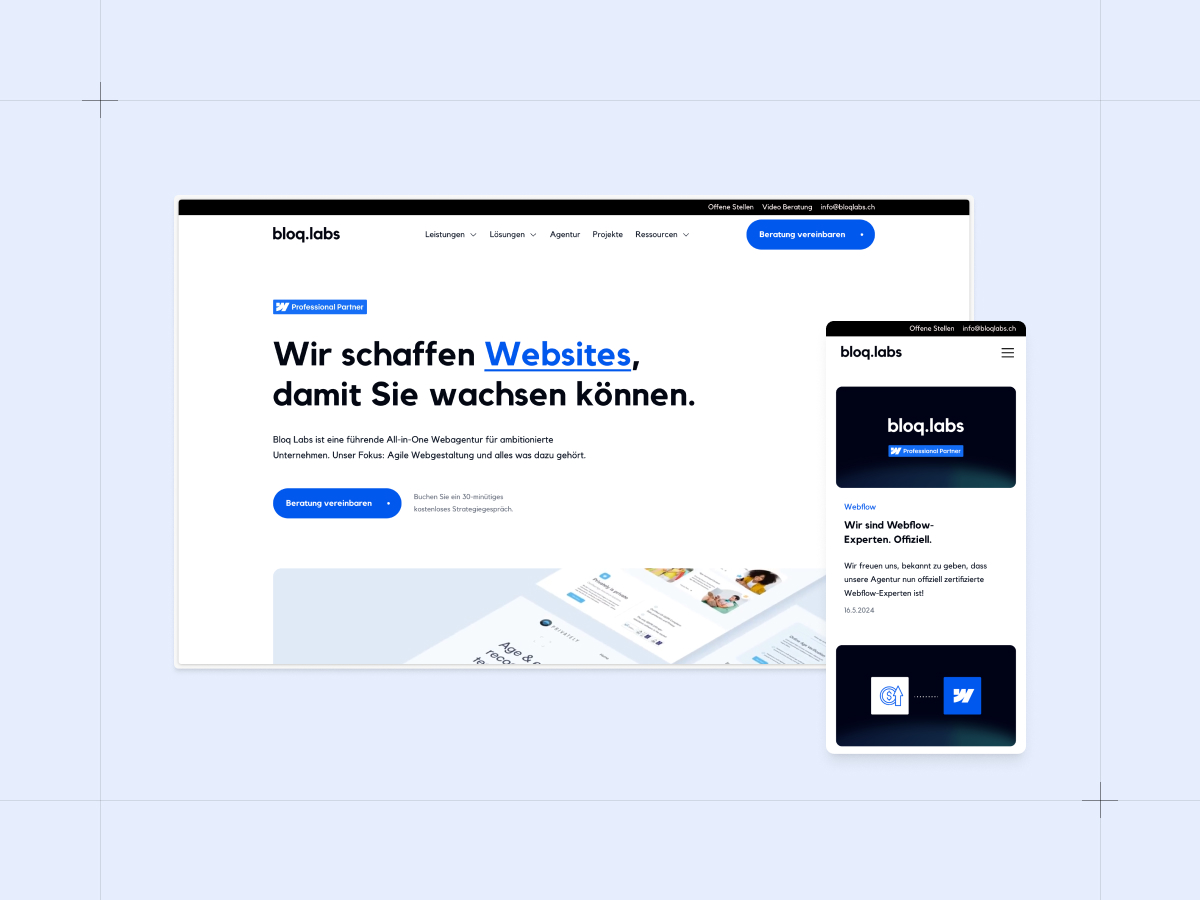 Offene Stellen Video Beratung info@bloqlabs.ch
bloq.labs Leistungen Lösungen Agentur Projekte Ressourcen Beratung vereinbaren
Professional Partner
Wir schaffen Websites,
damit Sie wachsen können.
Bloq Labs ist eine führende All-in-One Webagentur für ambitionierte
Unternehmen. Unser Fokus: Agile Webgestaltung und alles was dazu gehört.
Beratung vereinbaren
Buchen Sie ein 30-minütiges
kostenloses Strategiegespräch.
Privately is private
Age &
Offene Stellen info@bloqlabs.ch
bloq.labs
bloq.labs
Professional Partner
Webflow
Wir sind Webflow-
Experten. Offiziell.
Wir freuen uns, bekannt zu geben, dass
unsere Agentur nun offiziell zertifizierte
Webflow-Experten ist!
16.5.2024